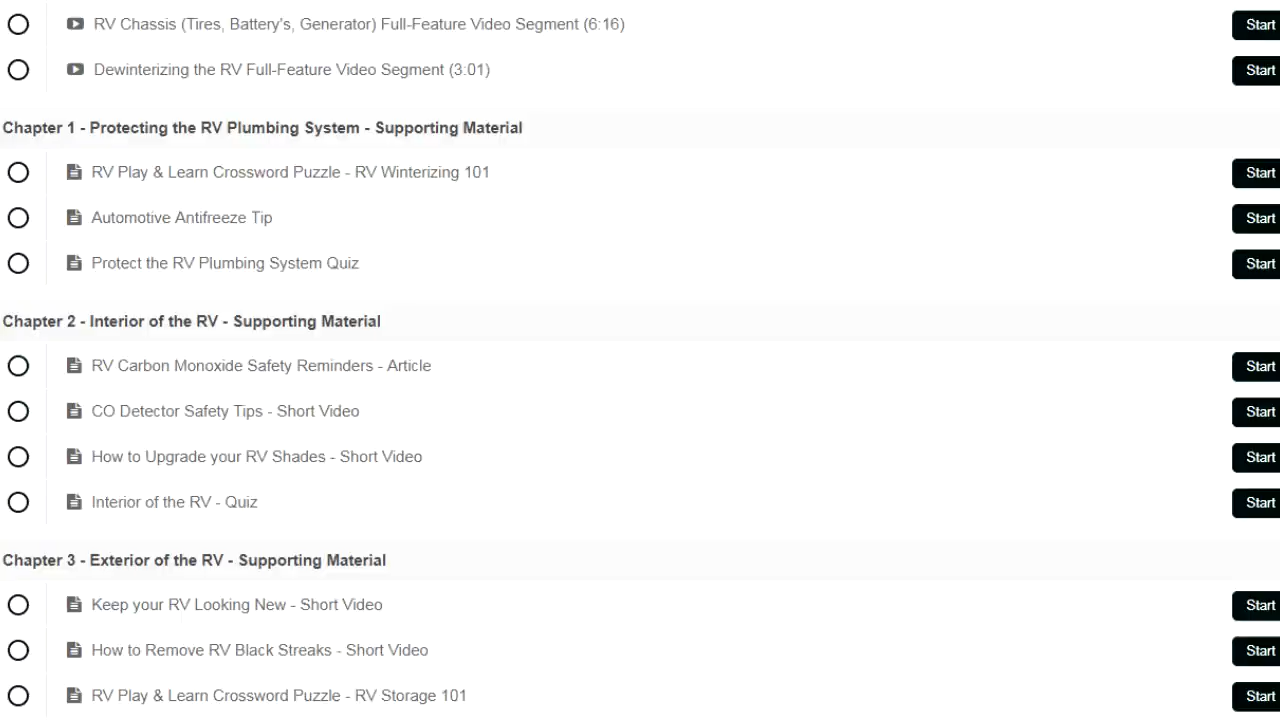 RV Chassis (Tires, Battery's, Generator) Full-Feature Video Segment (6:16) Start
Dewinterizing the RV Full-Feature Video Segment (3:01) Start
Chapter 1 - Protecting the RV Plumbing System - Supporting Material
RV Play & Learn Crossword Puzzle - RV Winterizing 101 Start
Automotive Antifreeze Tip Start
Protect the RV Plumbing System Quiz Start
Chapter 2 - Interior of the RV - Supporting Material
RV Carbon Monoxide Safety Reminders - Article Start
CO Detector Safety Tips - Short Video Start
How to Upgrade your RV Shades - Short Video Start
Interior of the RV - Quiz Start
Chapter 3 - Exterior of the RV - Supporting Material
Keep your RV Looking New - Short Video Start
How to Remove RV Black Streaks - Short Video Start
RV Play & Learn Crossword Puzzle - RV Storage 101 Start